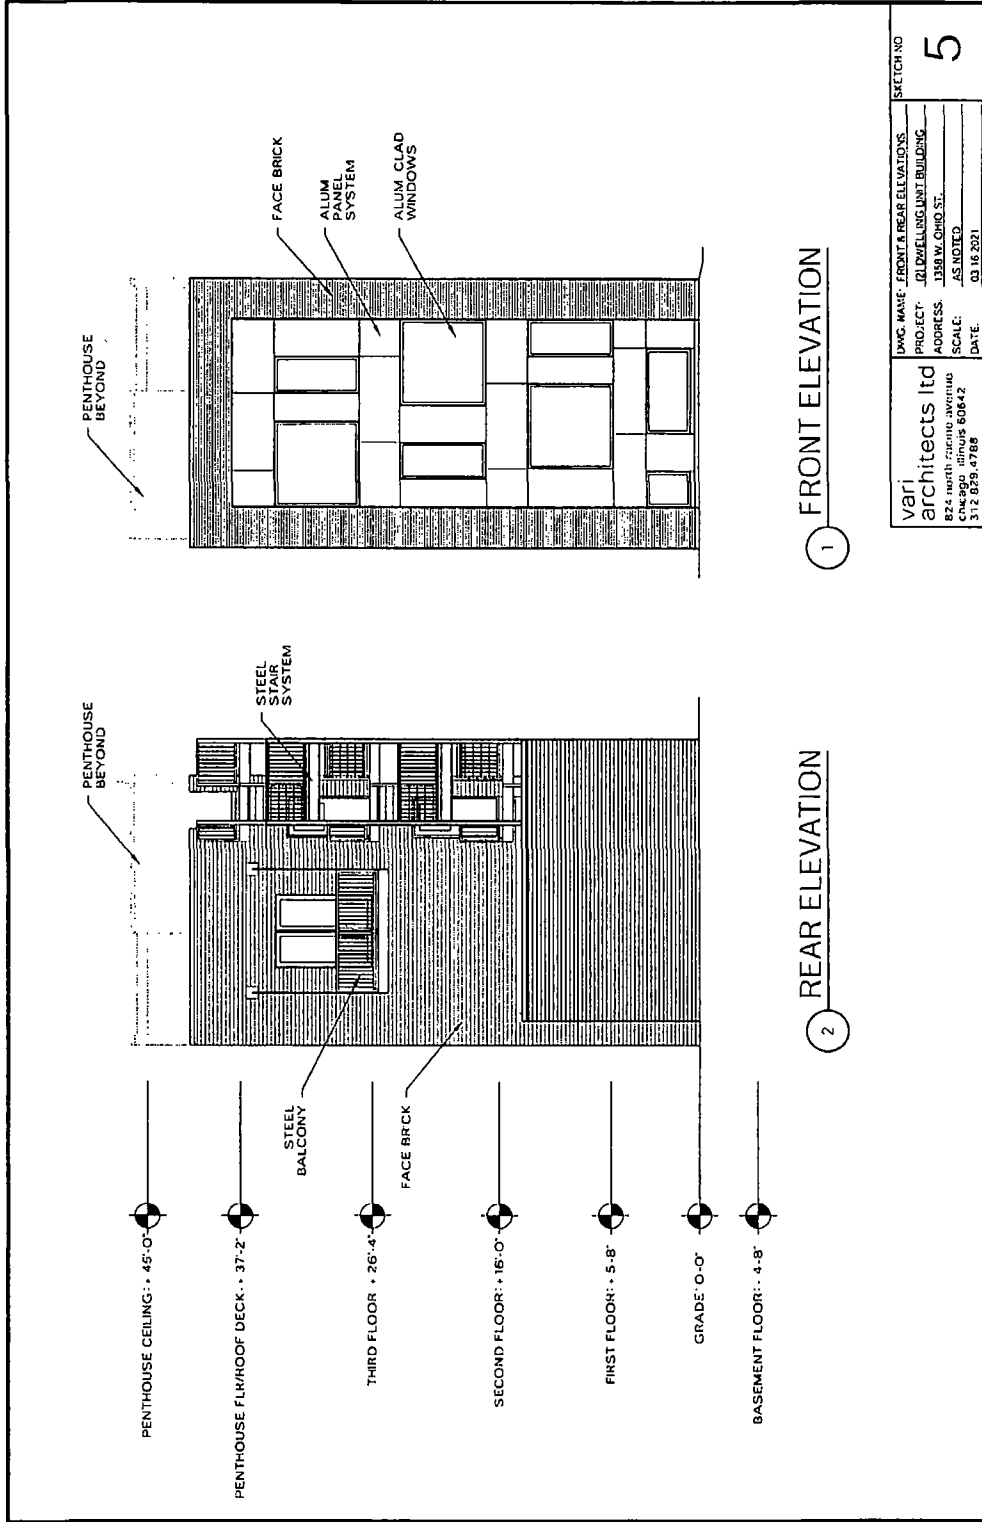 PENTHOUSE CEILING: + 45'-0"
PENTHOUSE FLR/ROOF DECK: + 37'-2"
THIRD FLOOR + 26'-4"
SECOND FLOOR: + 16'-0"
FIRST FLOOR: + 5'-8"
GRADE: 0'-0"
BASEMENT FLOOR: - 4'-8"
PENTHOUSE
BEYOND
STEEL
STAIR
SYSTEM
STEEL
BALCONY
FACE BRICK
2
REAR ELEVATION
PENTHOUSE
BEYOND
FACE BRICK
ALUM
PANEL
SYSTEM
ALUM CLAD
WINDOWS
1
FRONT ELEVATION
vari
architects ltd
824 north racine avenue
chicago illinois 60642
312 829.4788
DWG. NAME: FRONT & REAR ELEVATIONS
PROJECT: (2) DWELLING UNIT BUILDING
ADDRESS: 1358 W. OHIO ST.
SCALE: AS NOTED
DATE: 03 16 2021
SKETCH NO
5